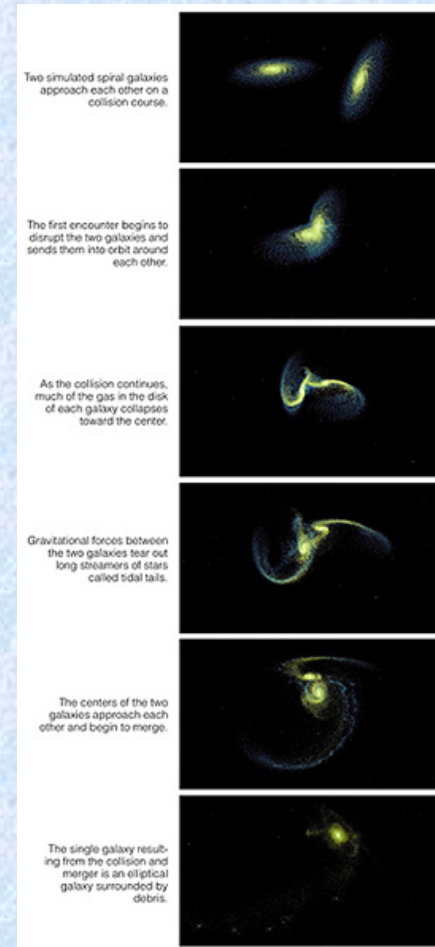 Two simulated spiral galaxies
approach each other on a
collision course.
The first encounter begins to
disrupt the two galaxies and
sends them into orbit around
each other.
As the collision continues,
much of the gas in the disk
of each galaxy collapses
toward the center.
Gravitational forces between
the two galaxies tear out
long streamers of stars
called tidal tails.
The centers of the two
galaxies approach each
other and begin to merge.
The single galaxy result-
ing from the collision and
merger is an elliptical
galaxy surrounded by
debris.